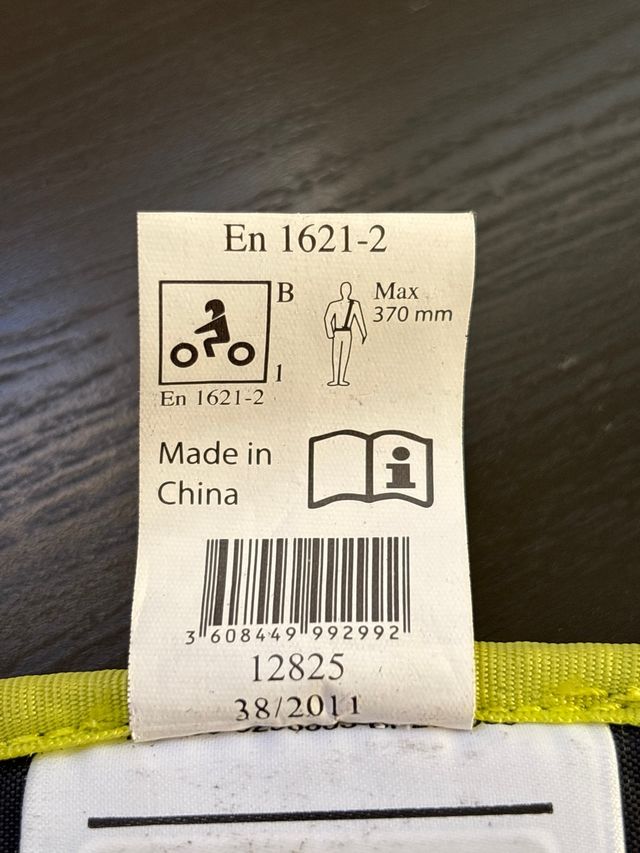 En 1621-2
B
Max
370 mm
1
En 1621-2
Made in
China
i
3 608449 992992
12825
38/2011